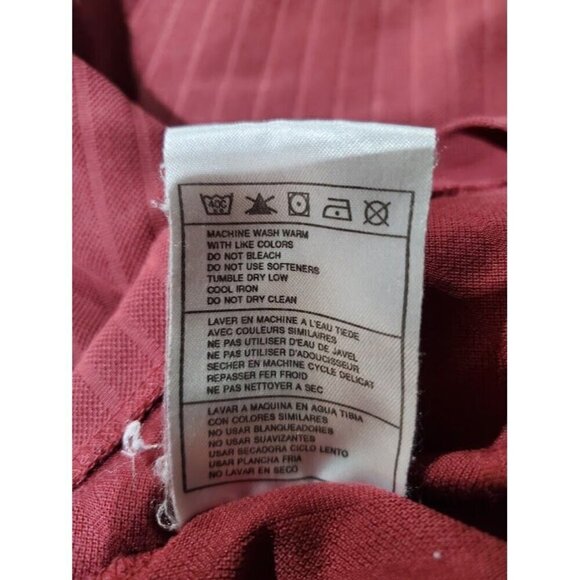 40C
MACHINE WASH WARM
WITH LIKE COLORS
DO NOT BLEACH
DO NOT USE SOFTENERS
TUMBLE DRY LOW
COOL IRON
DO NOT DRY CLEAN
LAVER EN MACHINE A L'EAU TIEDE
AVEC COULEURS SIMILAIRES
NE PAS UTILISER D'EAU DE JAVEL
NE PAS UTILISER D'ADOUCISSEUR
SECHER EN MACHINE CYCLE DELICAT
REPASSER FER FROID
NE PAS NETTOYER A SEC
LAVAR A MAQUINA EN AGUA TIBIA
CON COLORES SIMILARES
NO USAR BLANQUEADORES
NO USAR SUAVIZANTES
USAR SECADORA CICLO LENTO
USAR PLANCHA FRIA
NO LAVAR EN SECO